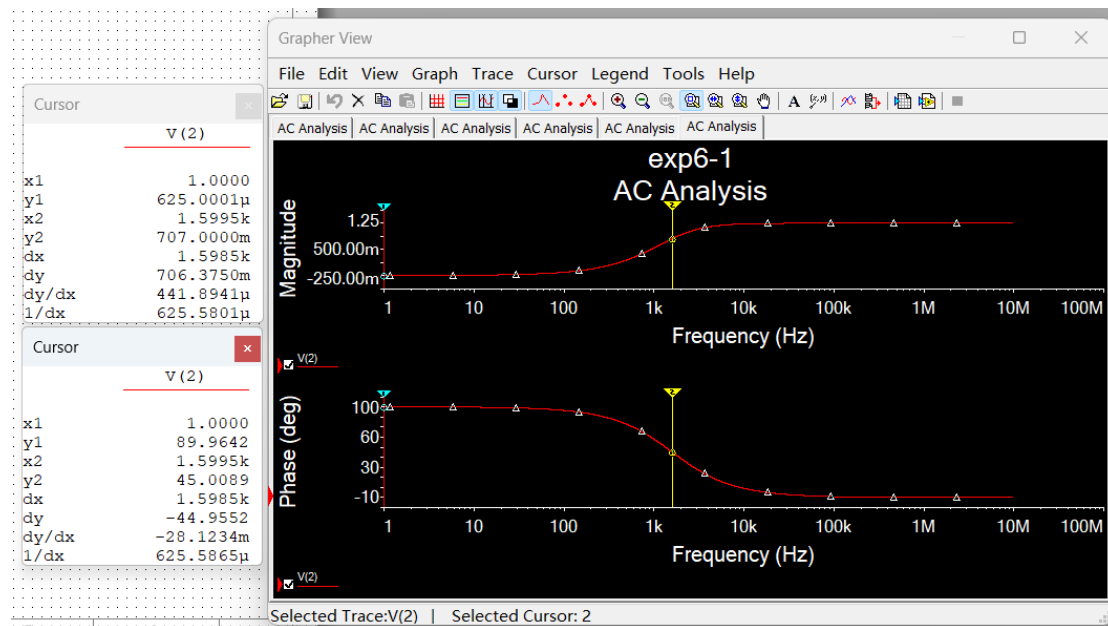 Grapher View
File Edit View Graph Trace Cursor Legend Tools Help
AC Analysis AC Analysis AC Analysis AC Analysis AC Analysis AC Analysis
Cursor
V(2)
x1 1.0000
y1 625.0001µ
x2 1.5995k
y2 707.0000m
dx 1.5985k
dy 706.3750m
dy/dx 441.8941µ
1/dx 625.5801µ
Cursor
V(2)
x1 1.0000
y1 89.9642
x2 1.5995k
y2 45.0089
dx 1.5985k
dy -44.9552
dy/dx -28.1234m
1/dx 625.5865µ
exp6-1
AC Analysis
Magnitude
1.25
500.00m
-250.00m
1 10 100 1k 10k 100k 1M 10M 100M
Frequency (Hz)
V(2)
Phase (deg)
100
60
30
-10
1 10 100 1k 10k 100k 1M 10M 100M
Frequency (Hz)
V(2)
Selected Trace:V(2) | Selected Cursor: 2